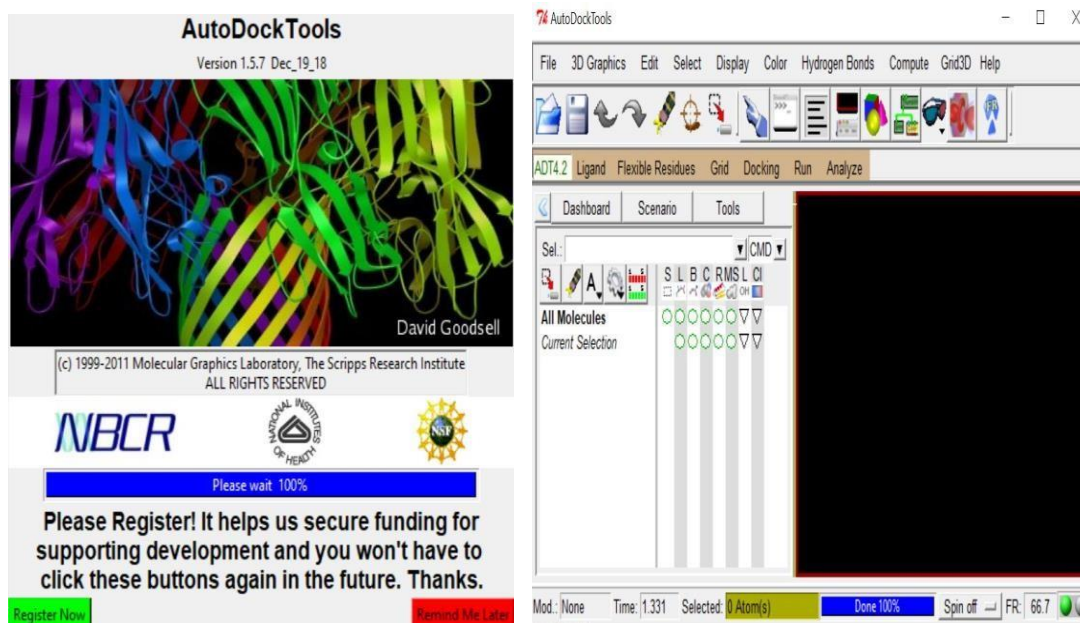 AutoDockTools
Version 1.5.7 Dec_19_18
David Goodsell
(c) 1999-2011 Molecular Graphics Laboratory, The Scripps Research Institute
ALL RIGHTS RESERVED
NBCR
NATIONAL INSTITUTES OF HEALTH
NSF
Please wait 100%
Please Register! It helps us secure funding for
supporting development and you won't have to
click these buttons again in the future. Thanks.
Register Now Remind Me Later
AutoDockTools
File 3D Graphics Edit Select Display Color Hydrogen Bonds Compute Grid3D Help
ADT4.2 Ligand Flexible Residues Grid Docking Run Analyze
Dashboard Scenario Tools
Sel.: CMD
S L B C R MS L Cl
All Molecules
Current Selection
Mod.: None Time: 1.331 Selected: 0 Atom(s) Done 100% Spin off FR: 66.7